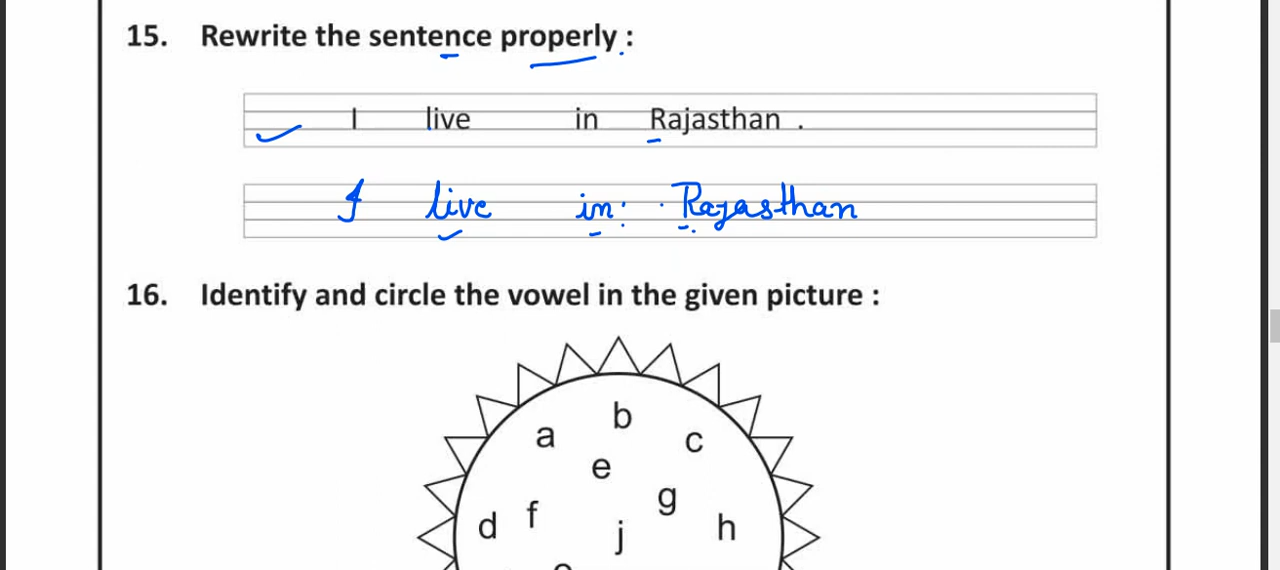 15. Rewrite the sentence properly :
I live in Rajasthan .
I live in Rajasthan
16. Identify and circle the vowel in the given picture :
b
a c
e
g
f
d j h